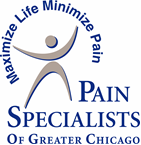 Maximize Life Minimize Pain
PAIN
SPECIALISTS
OF GREATER CHICAGO